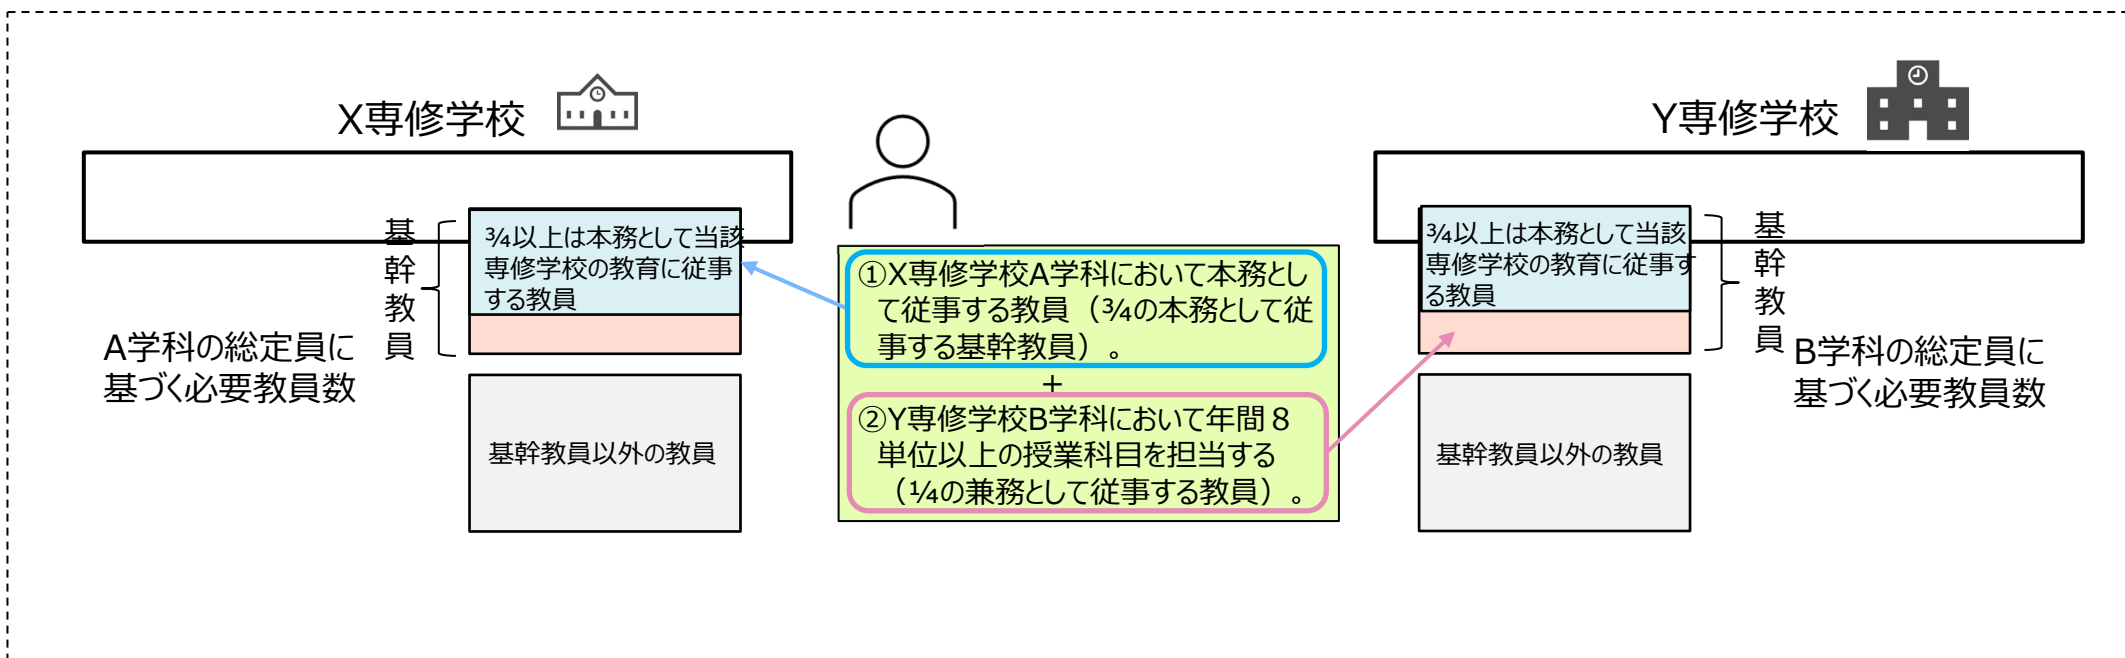 X専修学校
基幹教員
¾以上は本務として当該
専修学校の教育に従事
する教員
A学科の総定員に
基づく必要教員数
基幹教員以外の教員
①X専修学校A学科において本務とし
て従事する教員（¾の本務として従
事する基幹教員）。
+
②Y専修学校B学科において年間８
単位以上の授業科目を担当する
（¼の兼務として従事する教員）。
Y専修学校
¾以上は本務として当該
専修学校の教育に従事す
る教員
基幹教員
B学科の総定員に
基づく必要教員数
基幹教員以外の教員